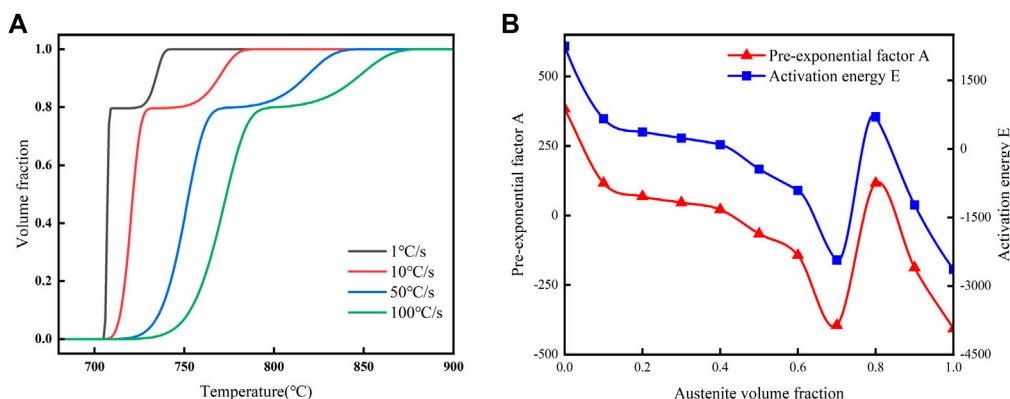 A
1.0
0.8
0.6
0.4
0.2
0.0
Volume fraction
1℃/s
10℃/s
50℃/s
100℃/s
700
750
800
850
900
Temperature(℃)
B
Pre-exponential factor A
Activation energy E
500
250
0
-250
-500
Pre-exponential factor A
1500
0
-1500
-3000
-4500
Activation energy E
0.0
0.2
0.4
0.6
0.8
1.0
Austenite volume fraction